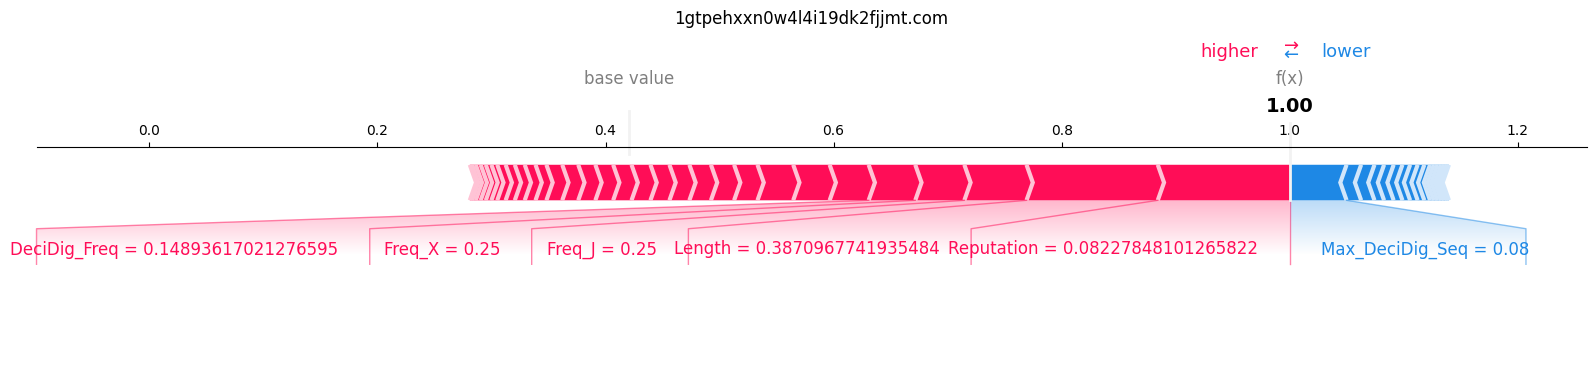 1gtpehxxn0w4l4i19dk2fjjmt.com
higher ⇄ lower
base value f(x)
1.00
0.0 0.2 0.4 0.6 0.8 1.0 1.2
DeciDig_Freq = 0.14893617021276595 Freq_X = 0.25 Freq_J = 0.25 Length = 0.3870967741935484 Reputation = 0.08227848101265822 Max_DeciDig_Seq = 0.08